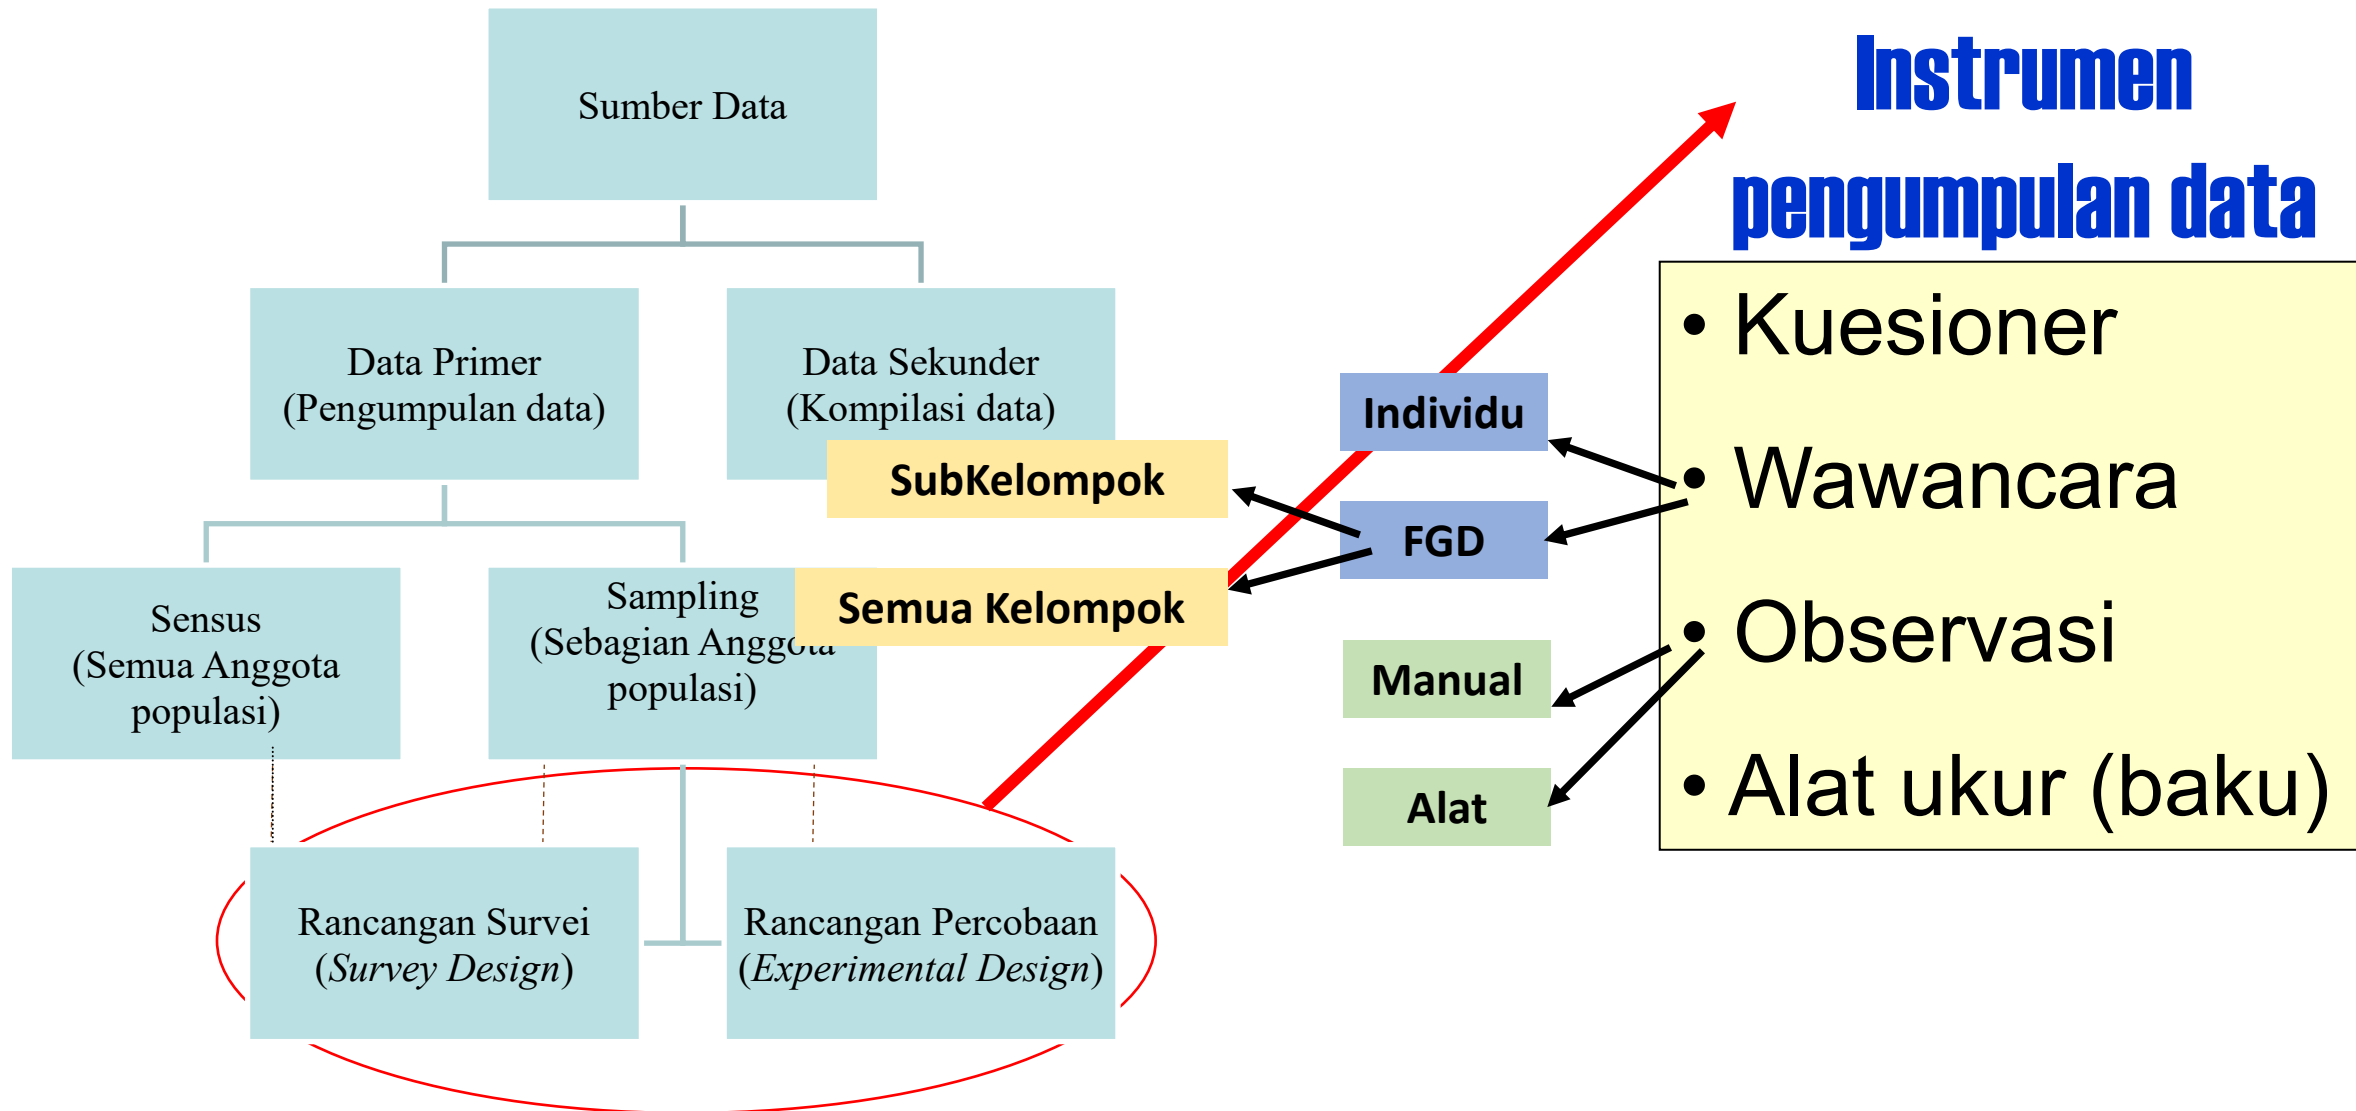 Sumber Data
Data Primer
(Pengumpulan data)
Data Sekunder
(Kompilasi data)
Sensus
(Semua Anggota
populasi)
Sampling
(Sebagian Anggota
populasi)
Rancangan Survei
(Survey Design)
Rancangan Percobaan
(Experimental Design)
SubKelompok
Semua Kelompok
Individu
FGD
Manual
Alat
Instrumen
pengumpulan data
• Kuesioner
• Wawancara
• Observasi
• Alat ukur (baku)